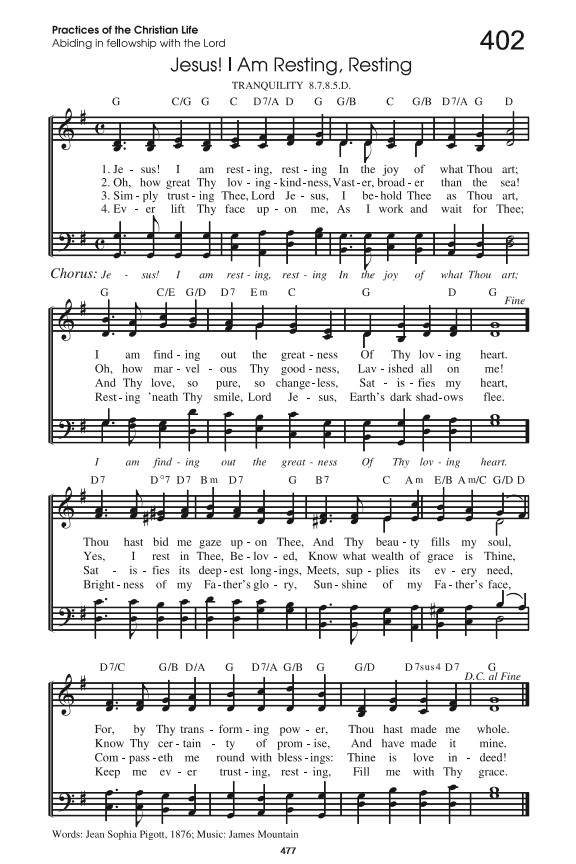 Practices of the Christian Life
Abiding in fellowship with the Lord
402
Jesus! I Am Resting, Resting
TRANQUILITY 8.7.8.5.D.
G C/G G C D7/A D G G/B C G/B D7/A G D
1. Je - sus! I am rest - ing, rest - ing In the joy of what Thou art;
2. Oh, how great Thy lov - ing - kind - ness, Vast - er, broad - er than the sea!
3. Sim - ply trust - ing Thee, Lord Je - sus, I be - hold Thee as Thou art,
4. Ev - er lift Thy face up - on me, As I work and wait for Thee;
Chorus: Je - sus! I am rest - ing, rest - ing In the joy of what Thou art;
G C/E G/D D7 Em C G D G
Fine
I am find - ing out the great - ness Of Thy lov - ing heart.
Oh, how mar - vel - ous Thy good - ness, Lav - ished all on me!
And Thy love, so pure, so change - less, Sat - is - fies my heart,
Rest - ing 'neath Thy smile, Lord Je - sus, Earth's dark shad - ows flee.
I am find - ing out the great - ness Of Thy lov - ing heart.
D7 D°7 D7 Bm D7 G B7 C Am E/B Am/C G/D D
Thou hast bid me gaze up - on Thee, And Thy beau - ty fills my soul,
Yes, I rest in Thee, Be - lov - ed, Know what wealth of grace is Thine,
Sat - is - fies its deep - est long - ings, Meets, sup - plies its ev - ery need,
Bright - ness of my Fa - ther's glo - ry, Sun - shine of my Fa - ther's face,
D7/C G/B D/A G D7/A G/B G G/D D7sus4 D7 G
D.C. al Fine
For, by Thy trans - form - ing pow - er, Thou hast made me whole.
Know Thy cer - tain - ty of prom - ise, And have made it mine.
Com - pass - eth me round with bless - ings: Thine is love in - deed!
Keep me ev - er trust - ing, rest - ing, Fill me with Thy grace.
Words: Jean Sophia Pigott, 1876; Music: James Mountain
477